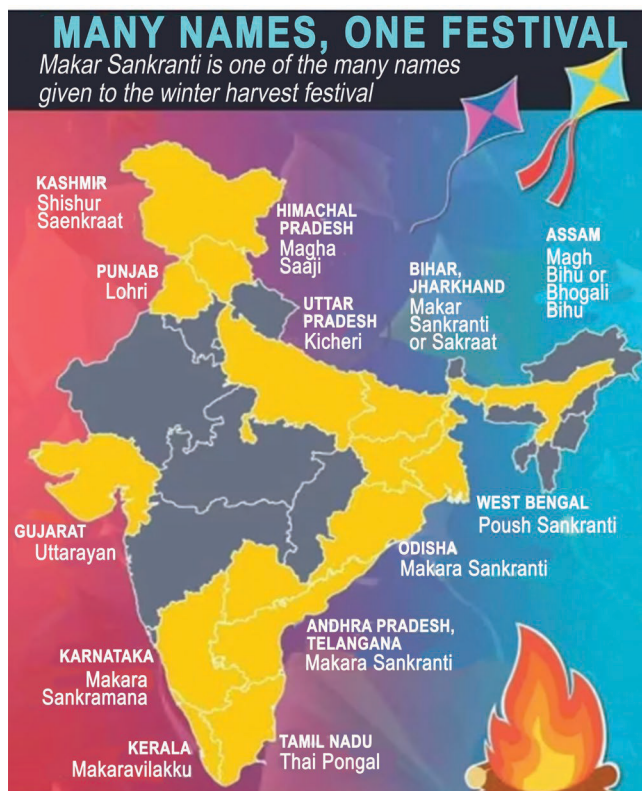 MANY NAMES, ONE FESTIVAL
Makar Sankranti is one of the many names
given to the winter harvest festival
KASHMIR
Shishur
Saenkraat
HIMACHAL
PRADESH
Magha
Saaji
PUNJAB
Lohri
UTTAR
PRADESH
Kicheri
BIHAR,
JHARKHAND
Makar
Sankranti
or Sakraat
ASSAM
Magh
Bihu or
Bhogali
Bihu
GUJARAT
Uttarayan
WEST BENGAL
Poush Sankranti
ODISHA
Makara Sankranti
ANDHRA PRADESH,
TELANGANA
Makara Sankranti
KARNATAKA
Makara
Sankramana
KERALA
Makaravilakku
TAMIL NADU
Thai Pongal